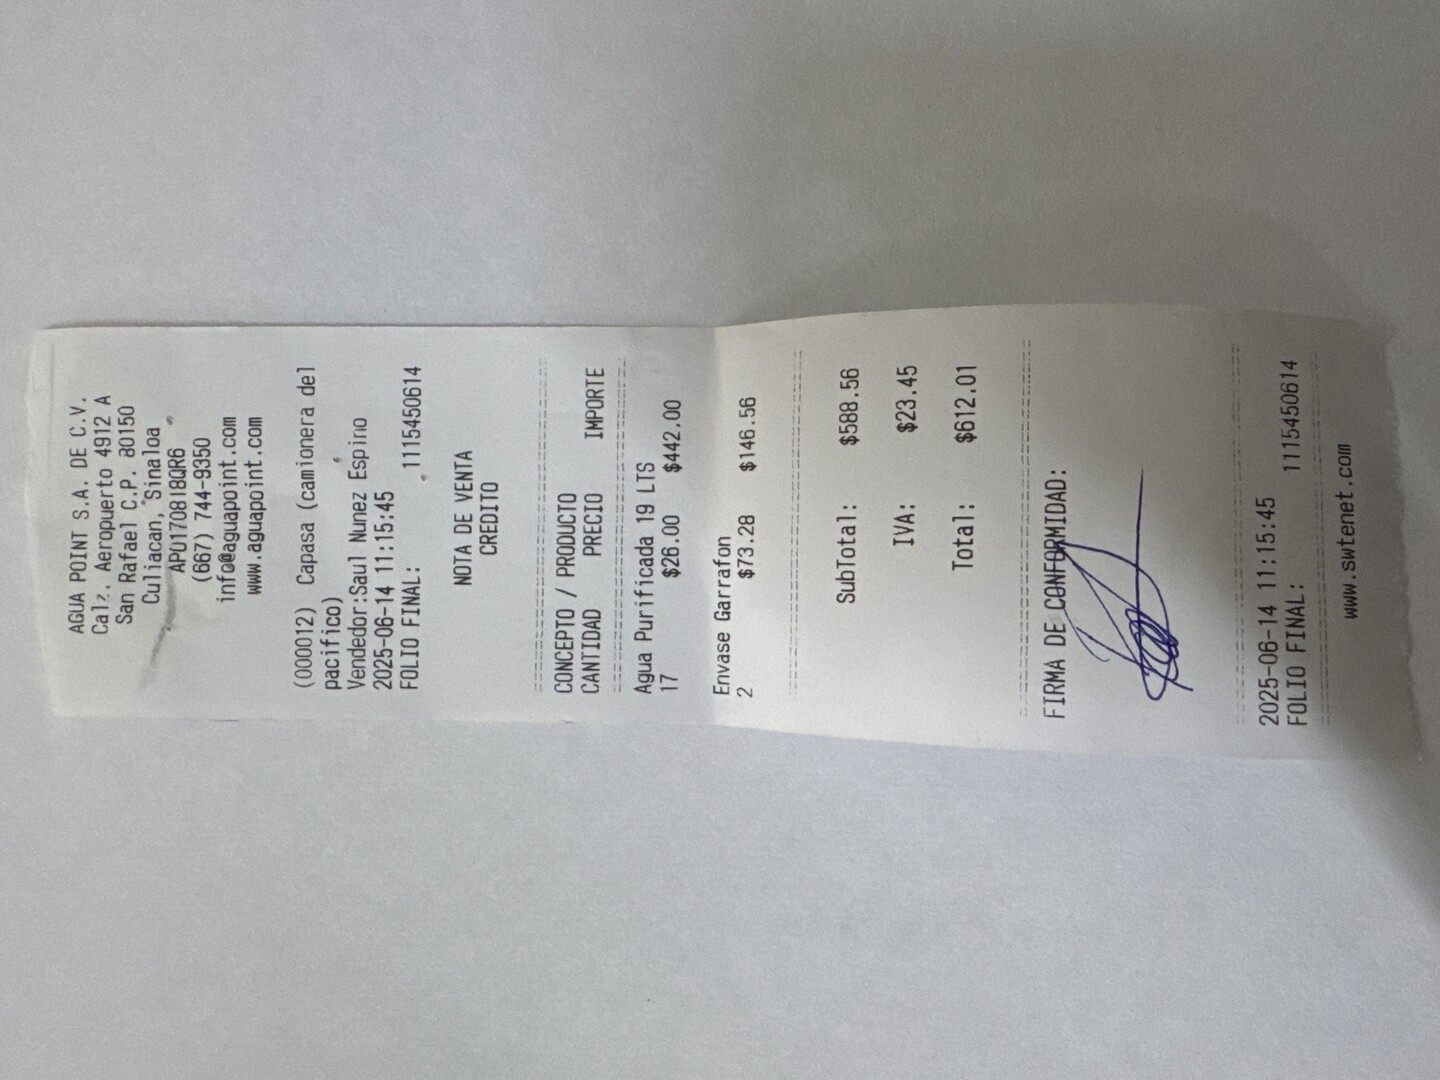 AGUA POINT S.A. DE C.V.
Calz. Aeropuerto 4912 A
San Rafael C.P. 80150
Culiacan, Sinaloa
APO170818QR6
(667) 744-9350
info@aguapoint.com
www.aguapoint.com
(000012) Capasa (camionera del
pacifico)
Vendedor:Saul Nunez Espino
2025-06-14 11:15:45
FOLIO FINAL: 1115450614
NOTA DE VENTA
CREDITO
CONCEPTO / PRODUCTO
CANTIDAD PRECIO IMPORTE
Agua Purificada 19 LTS
17 $26.00 $442.00
Envase Garrafon
2 $73.28 $146.56
SubTotal: $588.56
IVA: $23.45
Total: $612.01
FIRMA DE CONFORMIDAD:
2025-06-14 11:15:45
FOLIO FINAL: 1115450614
www.swtenet.com